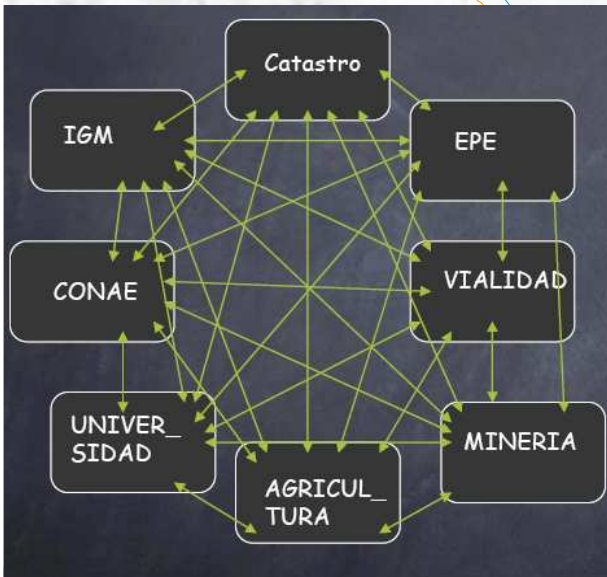 Catastro
IGM
EPE
CONAE
VIALIDAD
UNIVER_
SIDAD
AGRICUL_
TURA
MINERIA